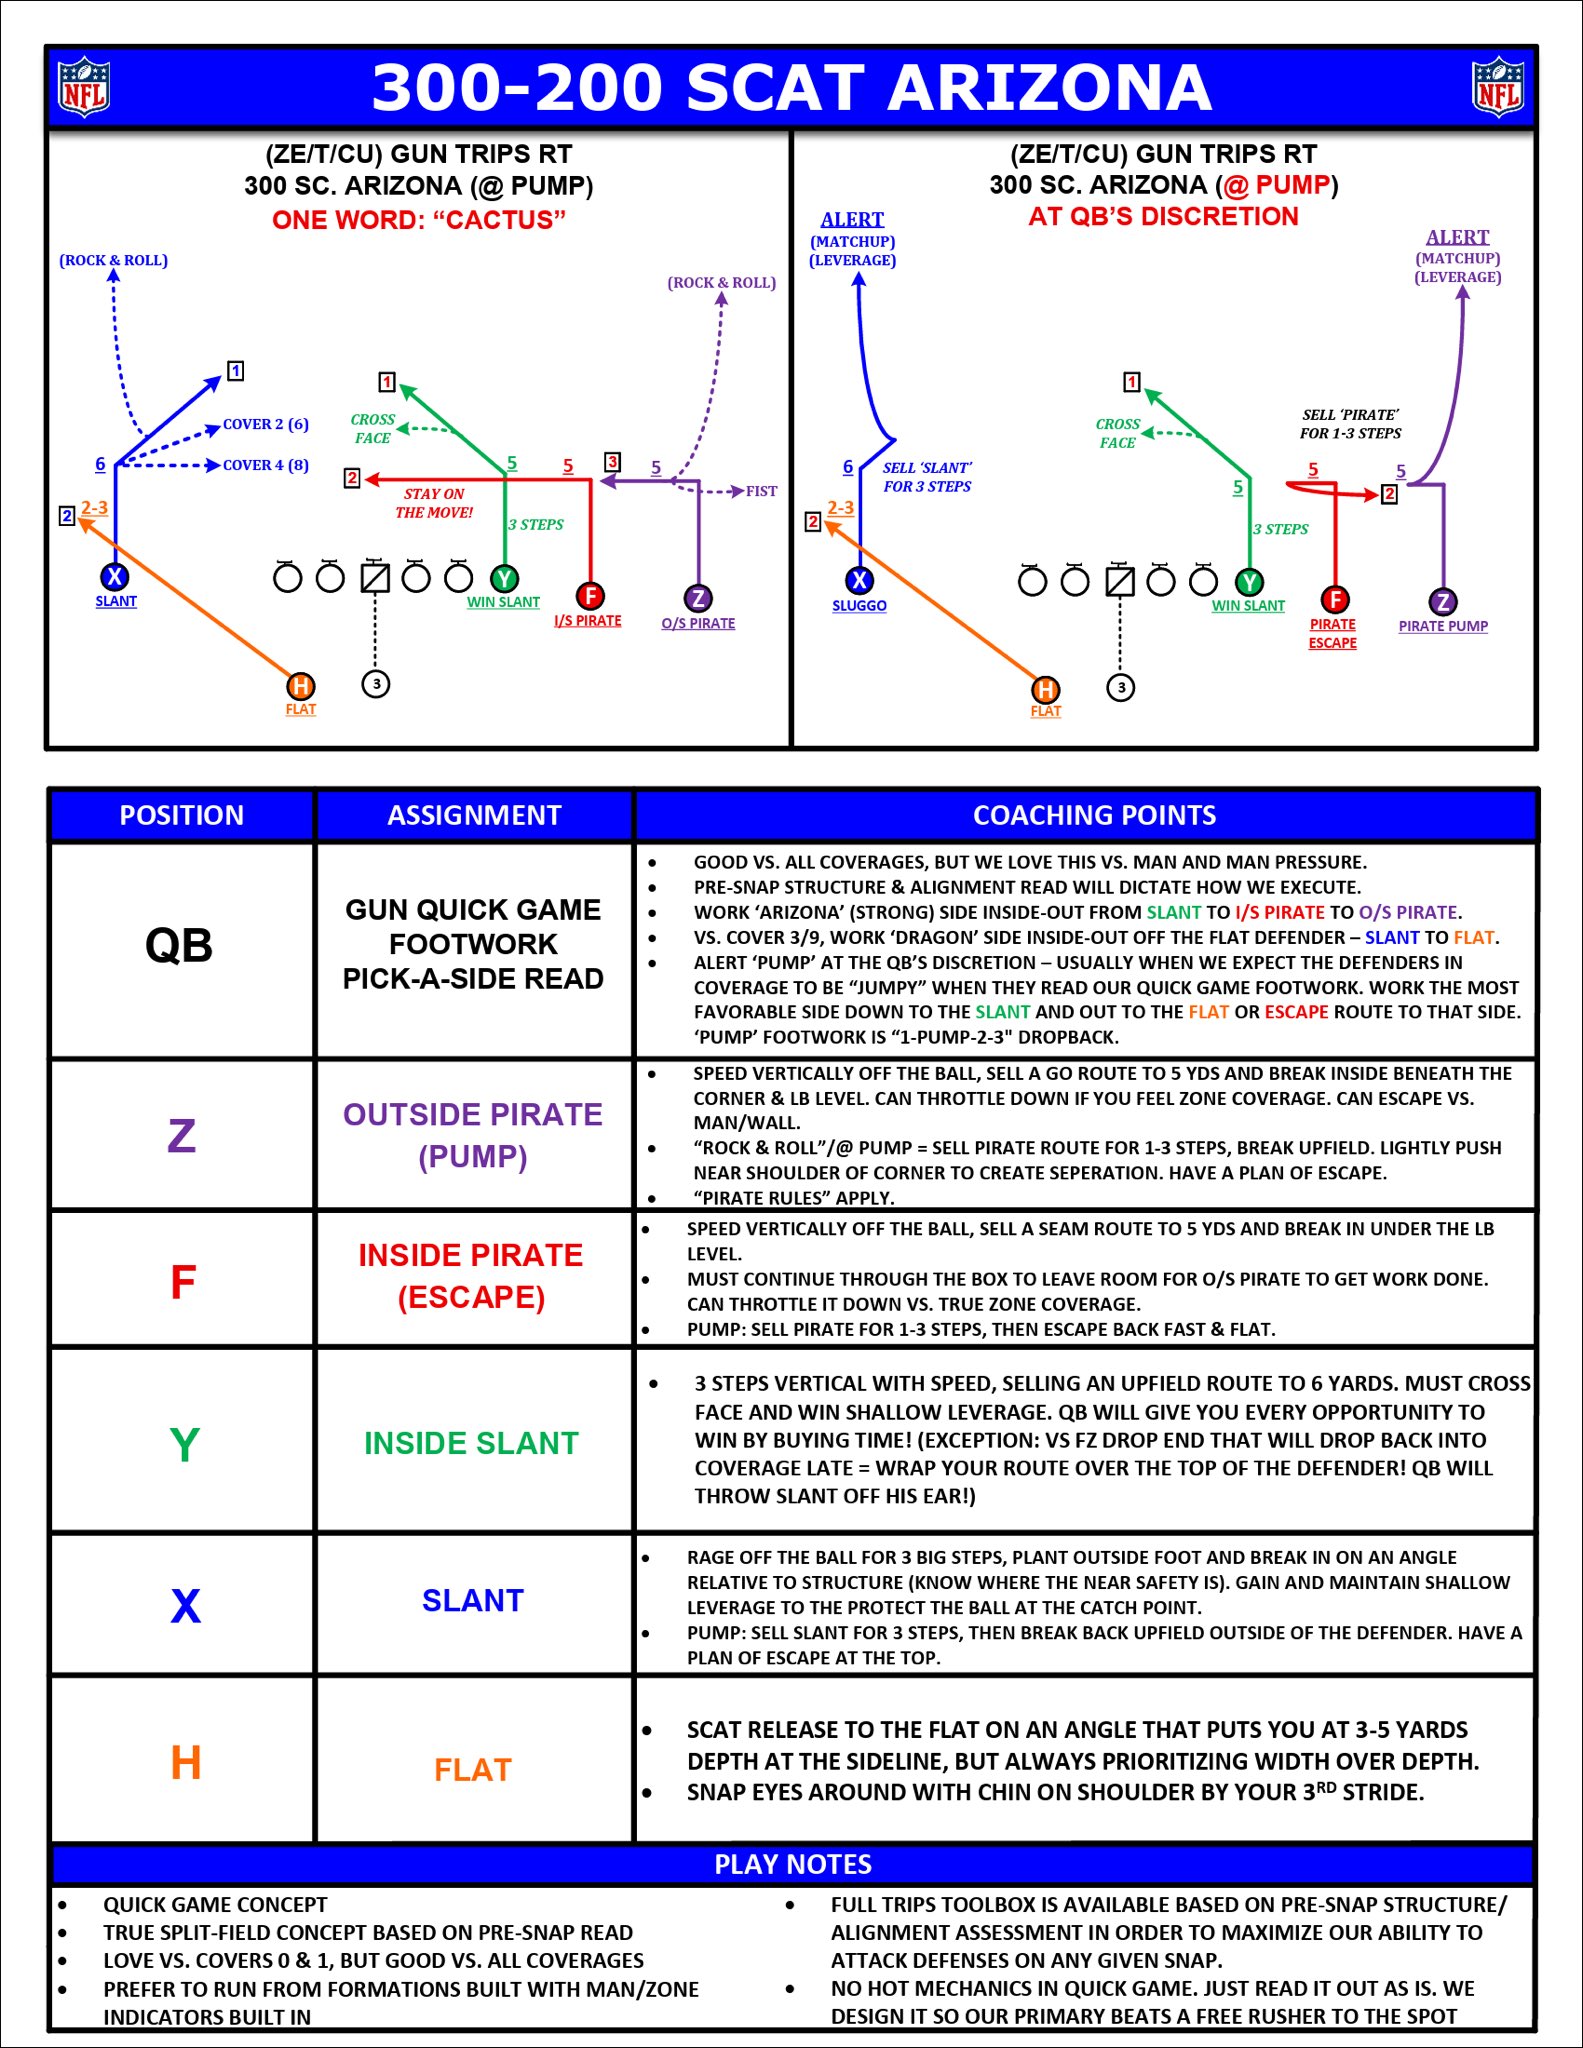 NFL
300-200 SCAT ARIZONA
NFL
(ZE/T/CU) GUN TRIPS RT
300 SC. ARIZONA (@ PUMP)
ONE WORD: “CACTUS”
(ROCK & ROLL)
(ROCK & ROLL)
1
1
COVER 2 (6)
CROSS
FACE
6
COVER 4 (8)
5
5
3
5
2
STAY ON
THE MOVE!
FIST
2
2-3
3 STEPS
X
SLANT
Y
WIN SLANT
F
I/S PIRATE
Z
O/S PIRATE
H
FLAT
3
(ZE/T/CU) GUN TRIPS RT
300 SC. ARIZONA (@ PUMP)
AT QB’S DISCRETION
ALERT
(MATCHUP)
(LEVERAGE)
ALERT
(MATCHUP)
(LEVERAGE)
1
SELL ‘PIRATE’
FOR 1-3 STEPS
CROSS
FACE
6
SELL ‘SLANT’
FOR 3 STEPS
5
5
5
2
2
2-3
3 STEPS
X
SLUGGO
Y
WIN SLANT
F
PIRATE
ESCAPE
Z
PIRATE PUMP
H
FLAT
3
POSITION
ASSIGNMENT
COACHING POINTS
QB
GUN QUICK GAME
FOOTWORK
PICK-A-SIDE READ
• GOOD VS. ALL COVERAGES, BUT WE LOVE THIS VS. MAN AND MAN PRESSURE.
• PRE-SNAP STRUCTURE & ALIGNMENT READ WILL DICTATE HOW WE EXECUTE.
• WORK ‘ARIZONA’ (STRONG) SIDE INSIDE-OUT FROM SLANT TO I/S PIRATE TO O/S PIRATE.
• VS. COVER 3/9, WORK ‘DRAGON’ SIDE INSIDE-OUT OFF THE FLAT DEFENDER – SLANT TO FLAT.
• ALERT ‘PUMP’ AT THE QB’S DISCRETION – USUALLY WHEN WE EXPECT THE DEFENDERS IN
COVERAGE TO BE “JUMPY” WHEN THEY READ OUR QUICK GAME FOOTWORK. WORK THE MOST
FAVORABLE SIDE DOWN TO THE SLANT AND OUT TO THE FLAT OR ESCAPE ROUTE TO THAT SIDE.
‘PUMP’ FOOTWORK IS “1-PUMP-2-3" DROPBACK.
Z
OUTSIDE PIRATE
(PUMP)
• SPEED VERTICALLY OFF THE BALL, SELL A GO ROUTE TO 5 YDS AND BREAK INSIDE BENEATH THE
CORNER & LB LEVEL. CAN THROTTLE DOWN IF YOU FEEL ZONE COVERAGE. CAN ESCAPE VS.
MAN/WALL.
• “ROCK & ROLL”/@ PUMP = SELL PIRATE ROUTE FOR 1-3 STEPS, BREAK UPFIELD. LIGHTLY PUSH
NEAR SHOULDER OF CORNER TO CREATE SEPERATION. HAVE A PLAN OF ESCAPE.
• “PIRATE RULES” APPLY.
F
INSIDE PIRATE
(ESCAPE)
• SPEED VERTICALLY OFF THE BALL, SELL A SEAM ROUTE TO 5 YDS AND BREAK IN UNDER THE LB
LEVEL.
• MUST CONTINUE THROUGH THE BOX TO LEAVE ROOM FOR O/S PIRATE TO GET WORK DONE.
CAN THROTTLE IT DOWN VS. TRUE ZONE COVERAGE.
• PUMP: SELL PIRATE FOR 1-3 STEPS, THEN ESCAPE BACK FAST & FLAT.
Y
INSIDE SLANT
• 3 STEPS VERTICAL WITH SPEED, SELLING AN UPFIELD ROUTE TO 6 YARDS. MUST CROSS
FACE AND WIN SHALLOW LEVERAGE. QB WILL GIVE YOU EVERY OPPORTUNITY TO
WIN BY BUYING TIME! (EXCEPTION: VS FZ DROP END THAT WILL DROP BACK INTO
COVERAGE LATE = WRAP YOUR ROUTE OVER THE TOP OF THE DEFENDER! QB WILL
THROW SLANT OFF HIS EAR!)
X
SLANT
• RAGE OFF THE BALL FOR 3 BIG STEPS, PLANT OUTSIDE FOOT AND BREAK IN ON AN ANGLE
RELATIVE TO STRUCTURE (KNOW WHERE THE NEAR SAFETY IS). GAIN AND MAINTAIN SHALLOW
LEVERAGE TO THE PROTECT THE BALL AT THE CATCH POINT.
• PUMP: SELL SLANT FOR 3 STEPS, THEN BREAK BACK UPFIELD OUTSIDE OF THE DEFENDER. HAVE A
PLAN OF ESCAPE AT THE TOP.
H
FLAT
• SCAT RELEASE TO THE FLAT ON AN ANGLE THAT PUTS YOU AT 3-5 YARDS
DEPTH AT THE SIDELINE, BUT ALWAYS PRIORITIZING WIDTH OVER DEPTH.
• SNAP EYES AROUND WITH CHIN ON SHOULDER BY YOUR 3RD STRIDE.
PLAY NOTES
• QUICK GAME CONCEPT
• TRUE SPLIT-FIELD CONCEPT BASED ON PRE-SNAP READ
• LOVE VS. COVERS 0 & 1, BUT GOOD VS. ALL COVERAGES
• PREFER TO RUN FROM FORMATIONS BUILT WITH MAN/ZONE
INDICATORS BUILT IN
• FULL TRIPS TOOLBOX IS AVAILABLE BASED ON PRE-SNAP STRUCTURE/
ALIGNMENT ASSESSMENT IN ORDER TO MAXIMIZE OUR ABILITY TO
ATTACK DEFENSES ON ANY GIVEN SNAP.
• NO HOT MECHANICS IN QUICK GAME. JUST READ IT OUT AS IS. WE
DESIGN IT SO OUR PRIMARY BEATS A FREE RUSHER TO THE SPOT